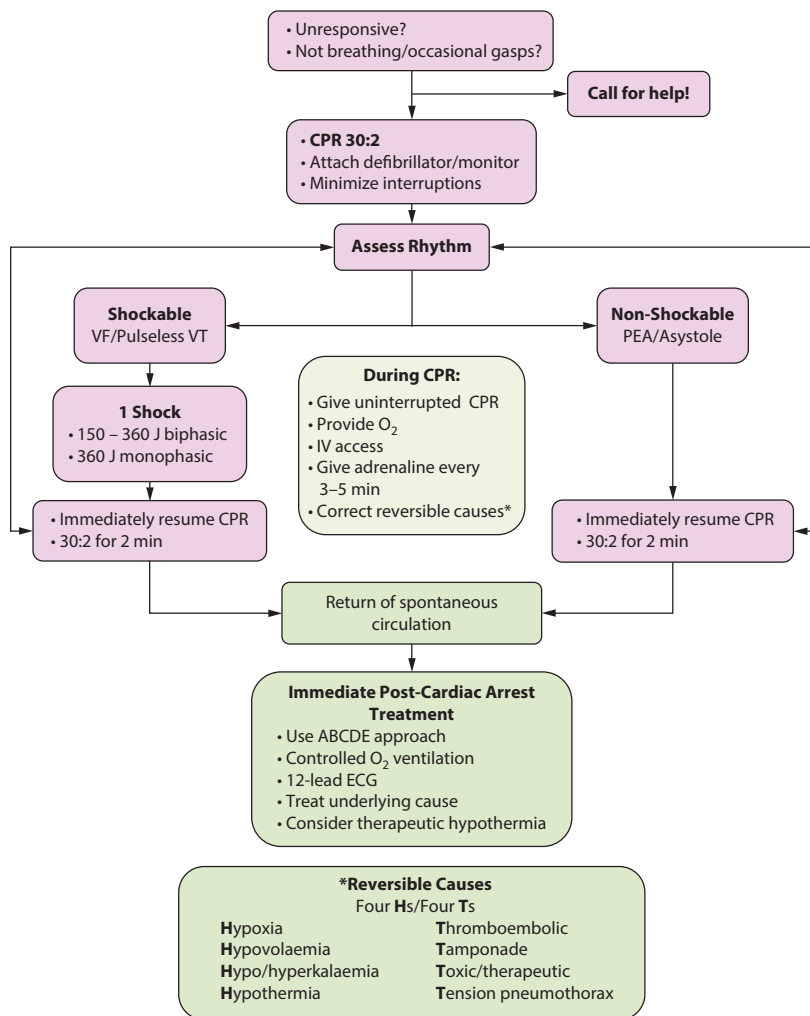 • Unresponsive?
• Not breathing/occasional gasps?
Call for help!
• CPR 30:2
• Attach defibrillator/monitor
• Minimize interruptions
Assess Rhythm
Shockable
VF/Pulseless VT
Non-Shockable
PEA/Asystole
1 Shock
• 150 – 360 J biphasic
• 360 J monophasic
During CPR:
• Give uninterrupted CPR
• Provide O₂
• IV access
• Give adrenaline every
3–5 min
• Correct reversible causes*
• Immediately resume CPR
• 30:2 for 2 min
• Immediately resume CPR
• 30:2 for 2 min
Return of spontaneous
circulation
Immediate Post-Cardiac Arrest
Treatment
• Use ABCDE approach
• Controlled O₂ ventilation
• 12-lead ECG
• Treat underlying cause
• Consider therapeutic hypothermia
*Reversible Causes
Four Hs/Four Ts
Hypoxia
Hypovolaemia
Hypo/hyperkalaemia
Hypothermia
Thromboembolic
Tamponade
Toxic/therapeutic
Tension pneumothorax